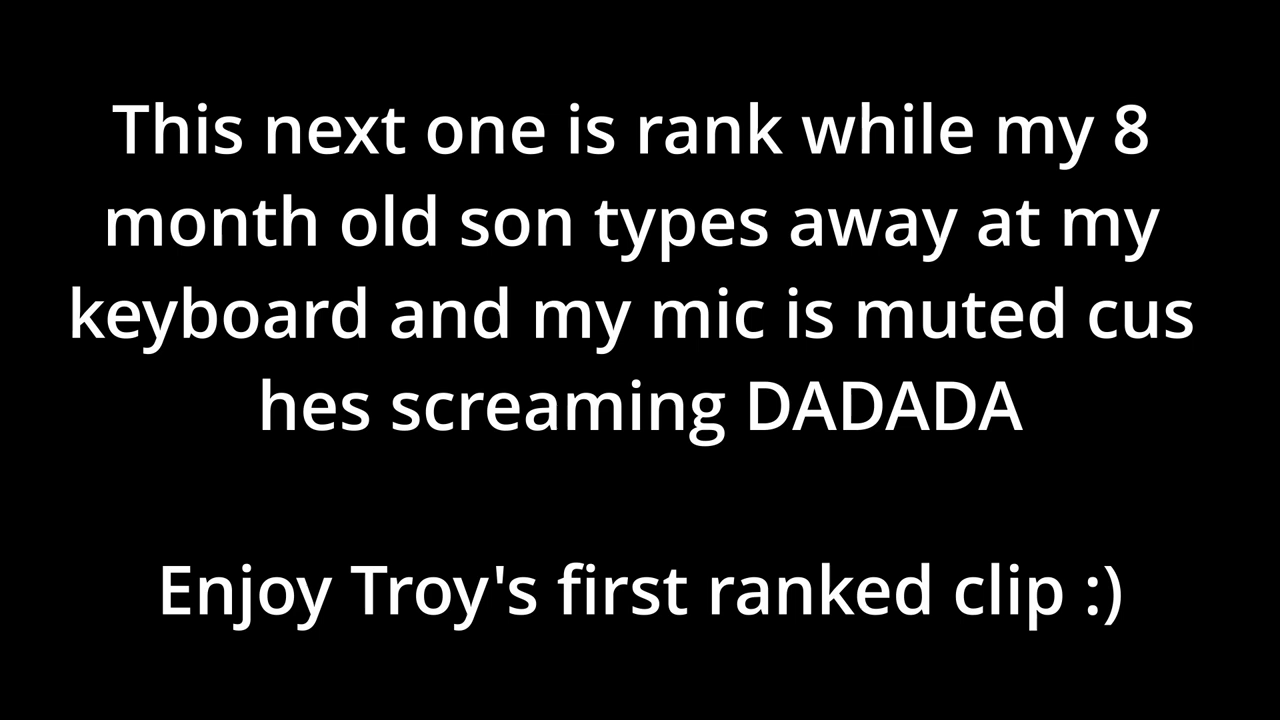 This next one is rank while my 8
month old son types away at my
keyboard and my mic is muted cus
hes screaming DADADA
Enjoy Troy's first ranked clip :)